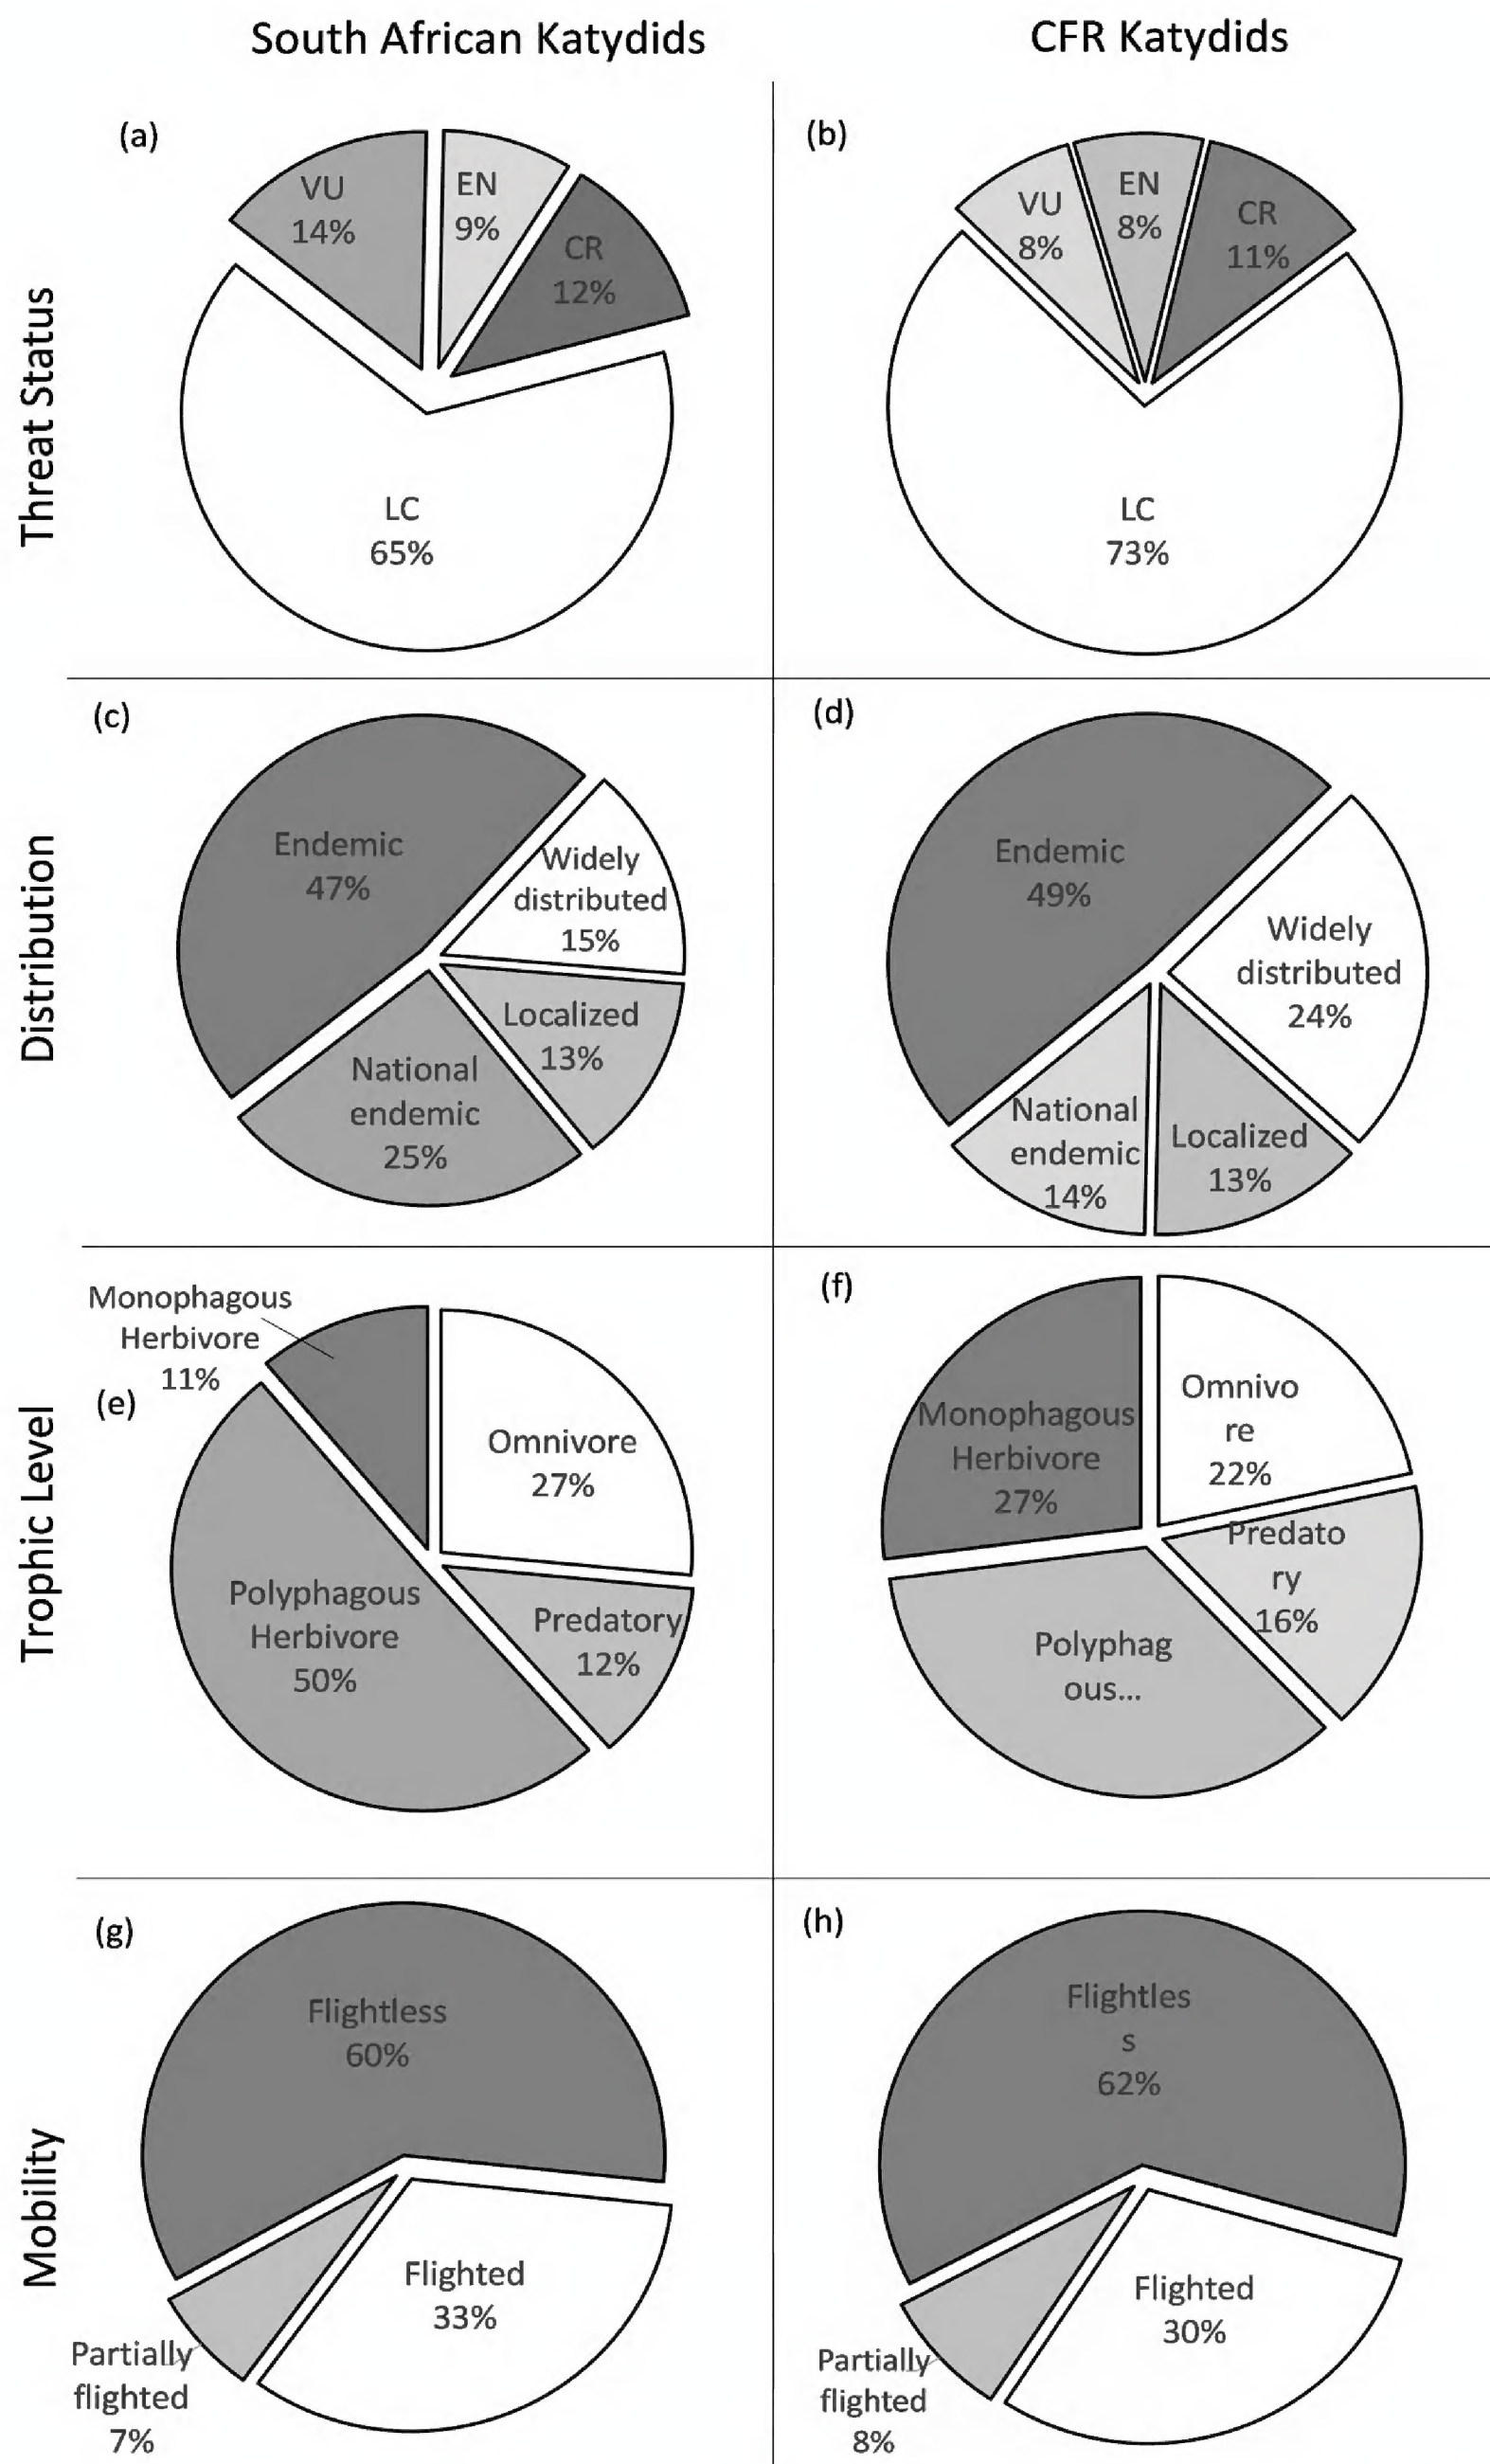 South African Katydids
CFR Katydids
Threat Status
(a)
VU
14%
EN
9%
CR
12%
LC
65%
(b)
VU
8%
EN
8%
CR
11%
LC
73%
Distribution
(c)
Endemic
47%
Widely
distributed
15%
Localized
13%
National
endemic
25%
(d)
Endemic
49%
Widely
distributed
24%
Localized
13%
National
endemic
14%
Trophic Level
(e)
Monophagous
Herbivore
11%
Omnivore
27%
Predatory
12%
Polyphagous
Herbivore
50%
(f)
Monophagous
Herbivore
27%
Omnivo
re
22%
Predato
ry
16%
Polyphag
ous...
Mobility
(g)
Flightless
60%
Flighted
33%
Partially
flighted
7%
(h)
Flightles
s
62%
Flighted
30%
Partially
flighted
8%